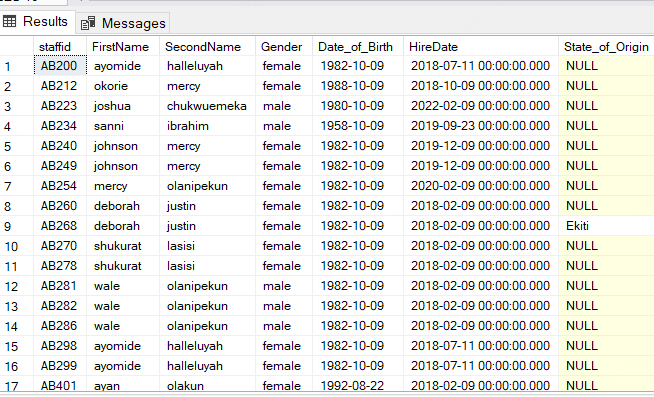 Results Messages
staffid FirstName SecondName Gender Date_of_Birth HireDate State_of_Origin
1 AB200 ayomide halleluyah female 1982-10-09 2018-07-11 00:00:00.000 NULL
2 AB212 okorie mercy female 1988-10-09 2018-10-09 00:00:00.000 NULL
3 AB223 joshua chukwuemeka male 1980-10-09 2022-02-09 00:00:00.000 NULL
4 AB234 sanni ibrahim male 1958-10-09 2019-09-23 00:00:00.000 NULL
5 AB240 johnson mercy female 1982-10-09 2019-12-09 00:00:00.000 NULL
6 AB249 johnson mercy female 1982-10-09 2019-12-09 00:00:00.000 NULL
7 AB254 mercy olanipekun female 1982-10-09 2020-02-09 00:00:00.000 NULL
8 AB260 deborah justin female 1982-10-09 2018-02-09 00:00:00.000 NULL
9 AB268 deborah justin female 1982-10-09 2018-02-09 00:00:00.000 Ekiti
10 AB270 shukurat lasisi female 1982-10-09 2018-02-09 00:00:00.000 NULL
11 AB278 shukurat lasisi female 1982-10-09 2018-02-09 00:00:00.000 NULL
12 AB281 wale olanipekun male 1982-10-09 2018-02-09 00:00:00.000 NULL
13 AB282 wale olanipekun male 1982-10-09 2018-02-09 00:00:00.000 NULL
14 AB286 wale olanipekun male 1982-10-09 2018-02-09 00:00:00.000 NULL
15 AB298 ayomide halleluyah female 1982-10-09 2018-07-11 00:00:00.000 NULL
16 AB299 ayomide halleluyah female 1982-10-09 2018-07-11 00:00:00.000 NULL
17 AB401 ayan olakun female 1992-08-22 2018-02-09 00:00:00.000 NULL